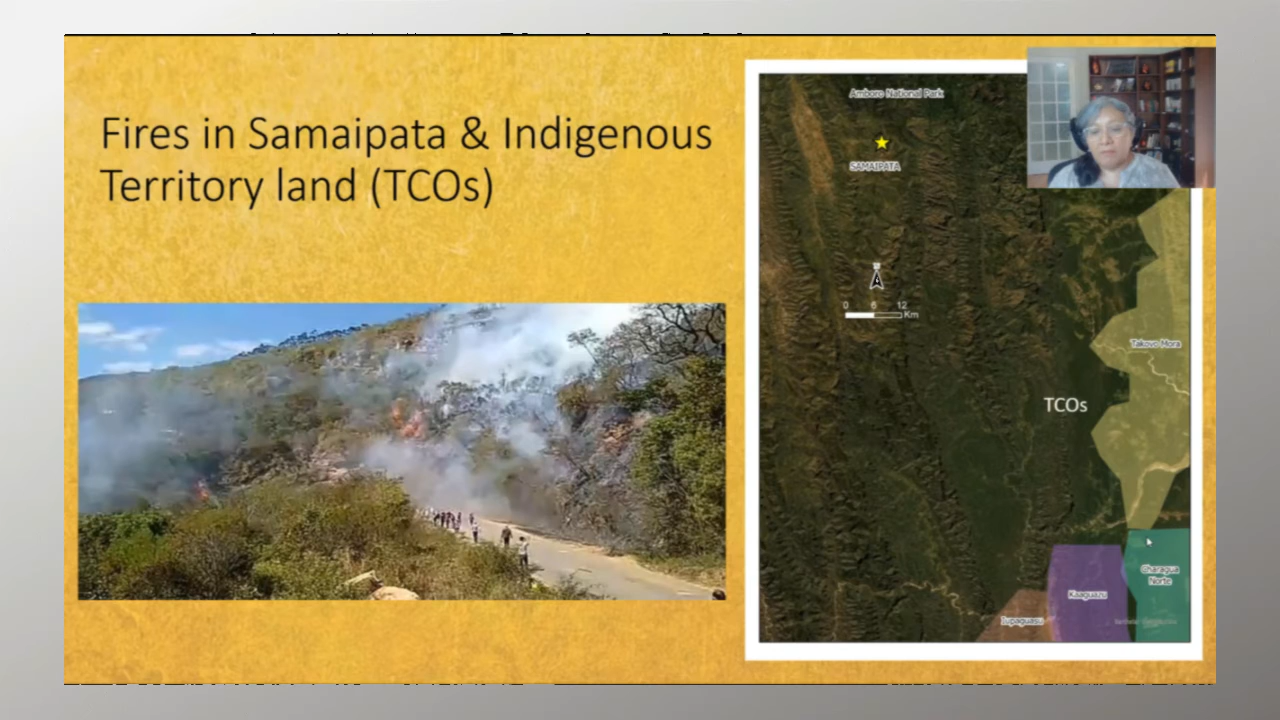 Fires in Samaipata & Indigenous
Territory land (TCOs)
Amboro National Park
SAMAIPATA
N
0 6 12
Km
Takovo Mora
TCOs
Charagua
Norte
Kaaguazu
Iupaguasu